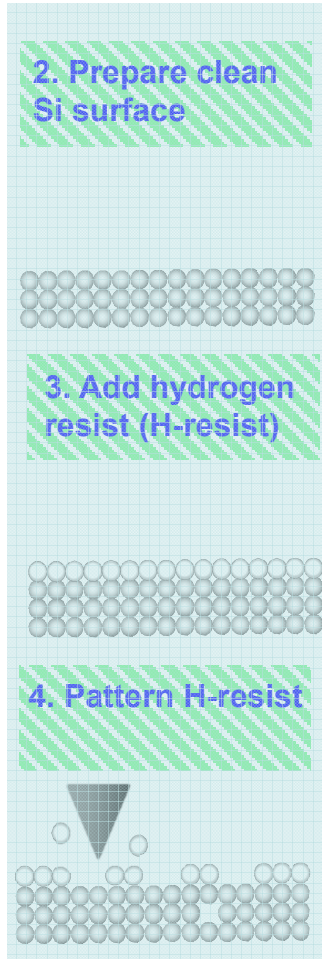 2. Prepare clean
Si surface
3. Add hydrogen
resist (H-resist)
4. Pattern H-resist